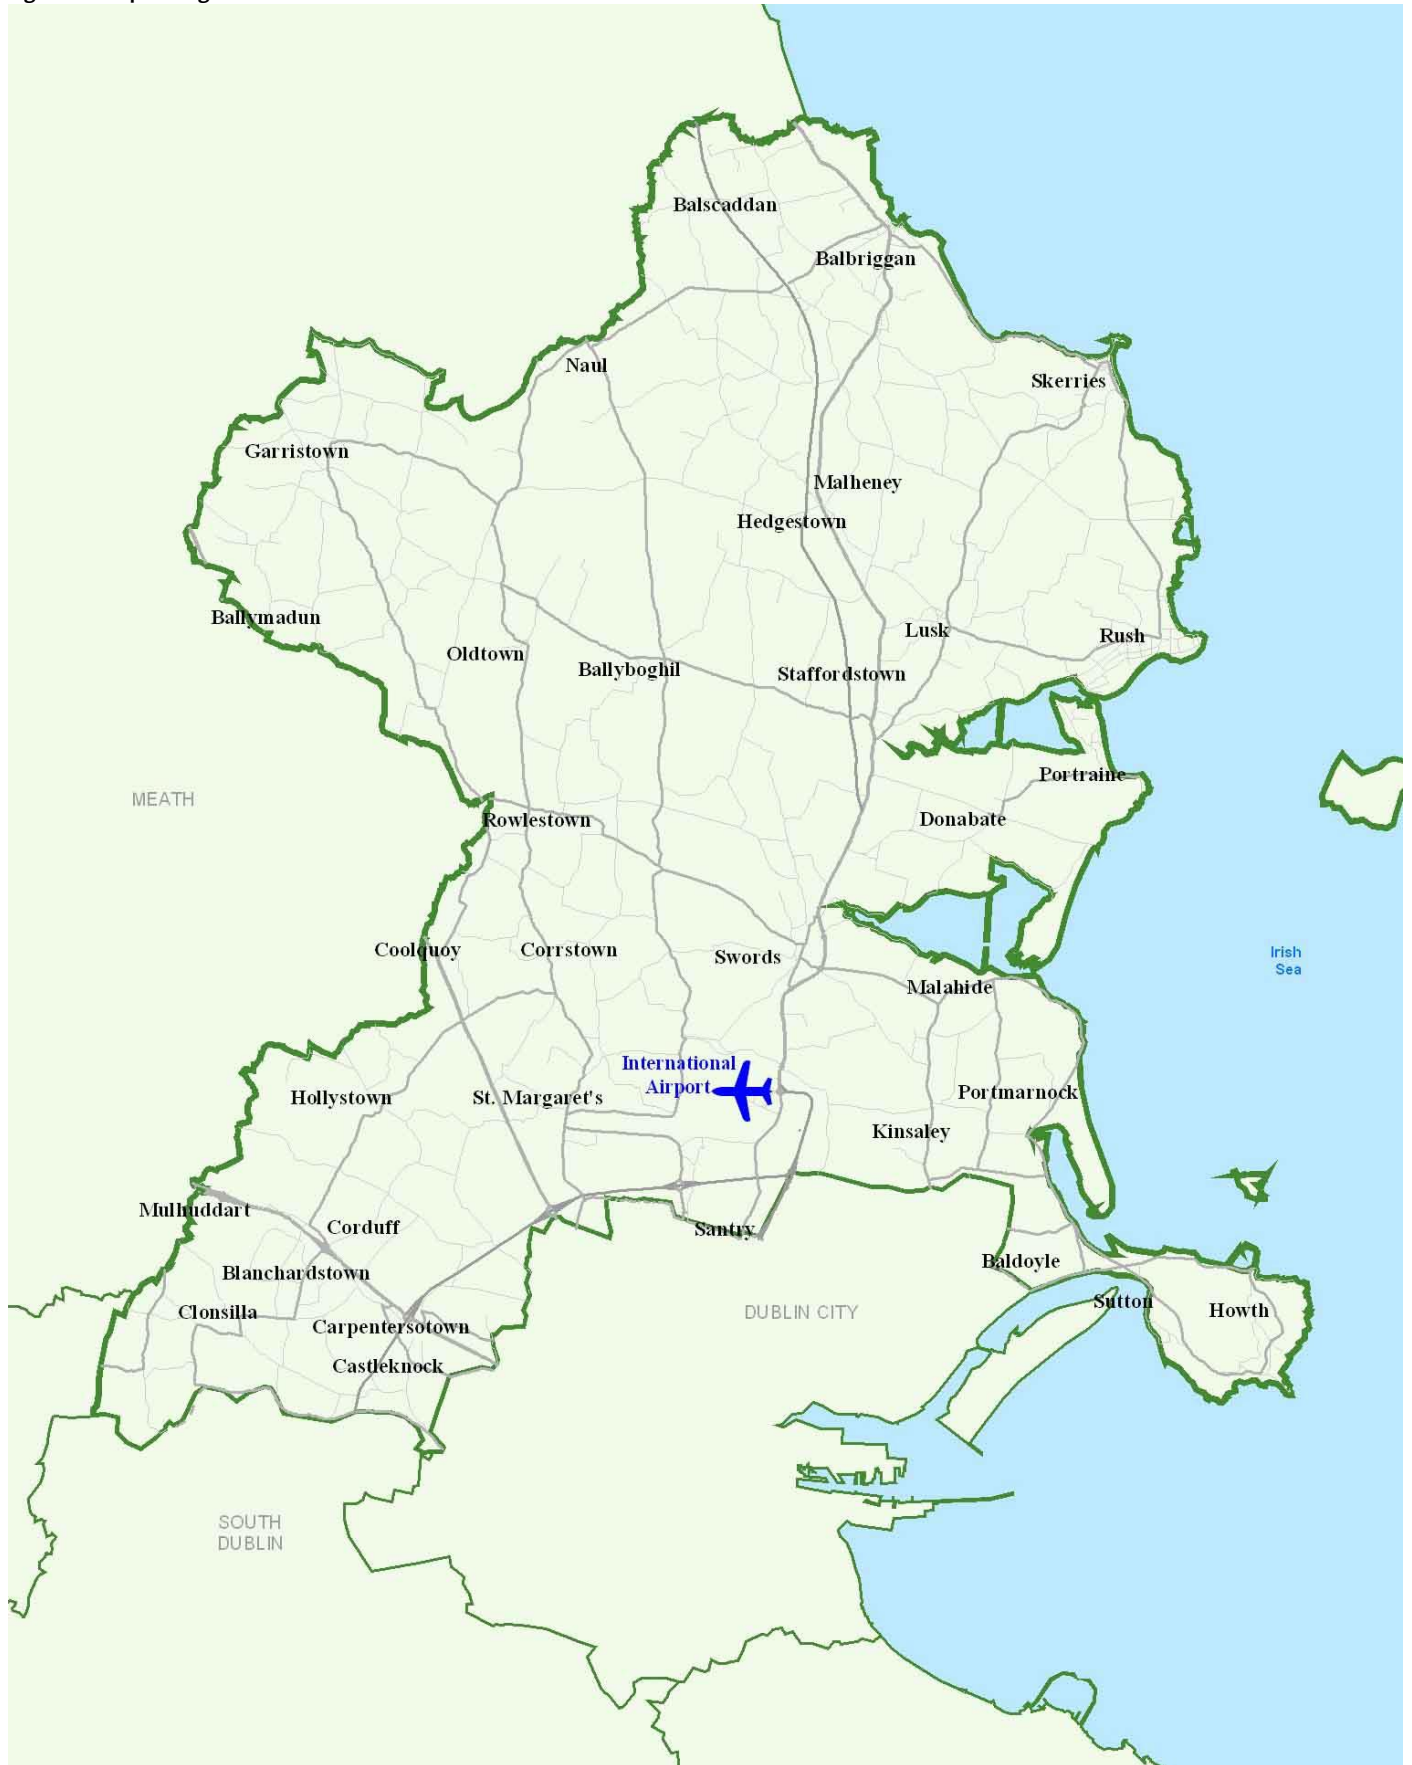 Balscaddan
Balbriggan
Naul
Skerries
Garristown
Malheney
Hedgestown
Ballymadun
Lusk
Rush
Oldtown
Ballyboghil
Staffordstown
Portraine
MEATH
Rowlestown
Donabate
Coolquoy
Corrstown
Swords
Irish
Sea
Malahide
International
Airport
Hollystown
St. Margaret's
Portmarnock
Kinsaley
Mulhuddart
Corduff
Santry
Baldoyle
Blanchardstown
Clonsilla
DUBLIN CITY
Sutton
Howth
Carpentersotown
Castleknock
SOUTH
DUBLIN